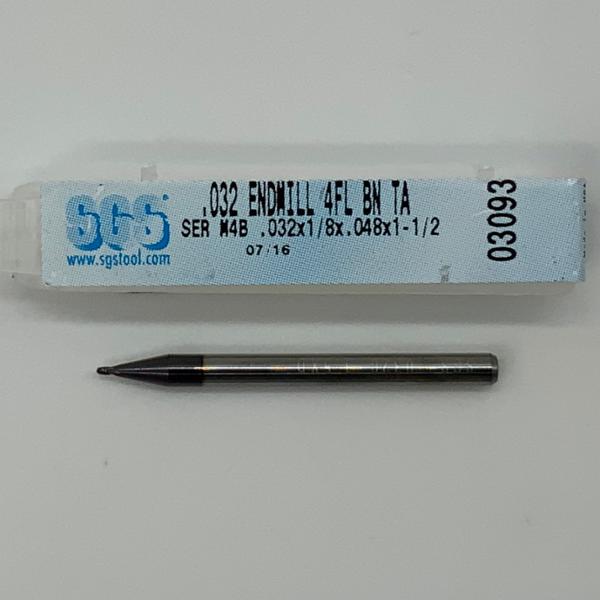 SGS
www.sgstool.com
.032 ENDMILL 4FL BN TA
SER M4B .032x1/8x.048x1-1/2
07/16
03093